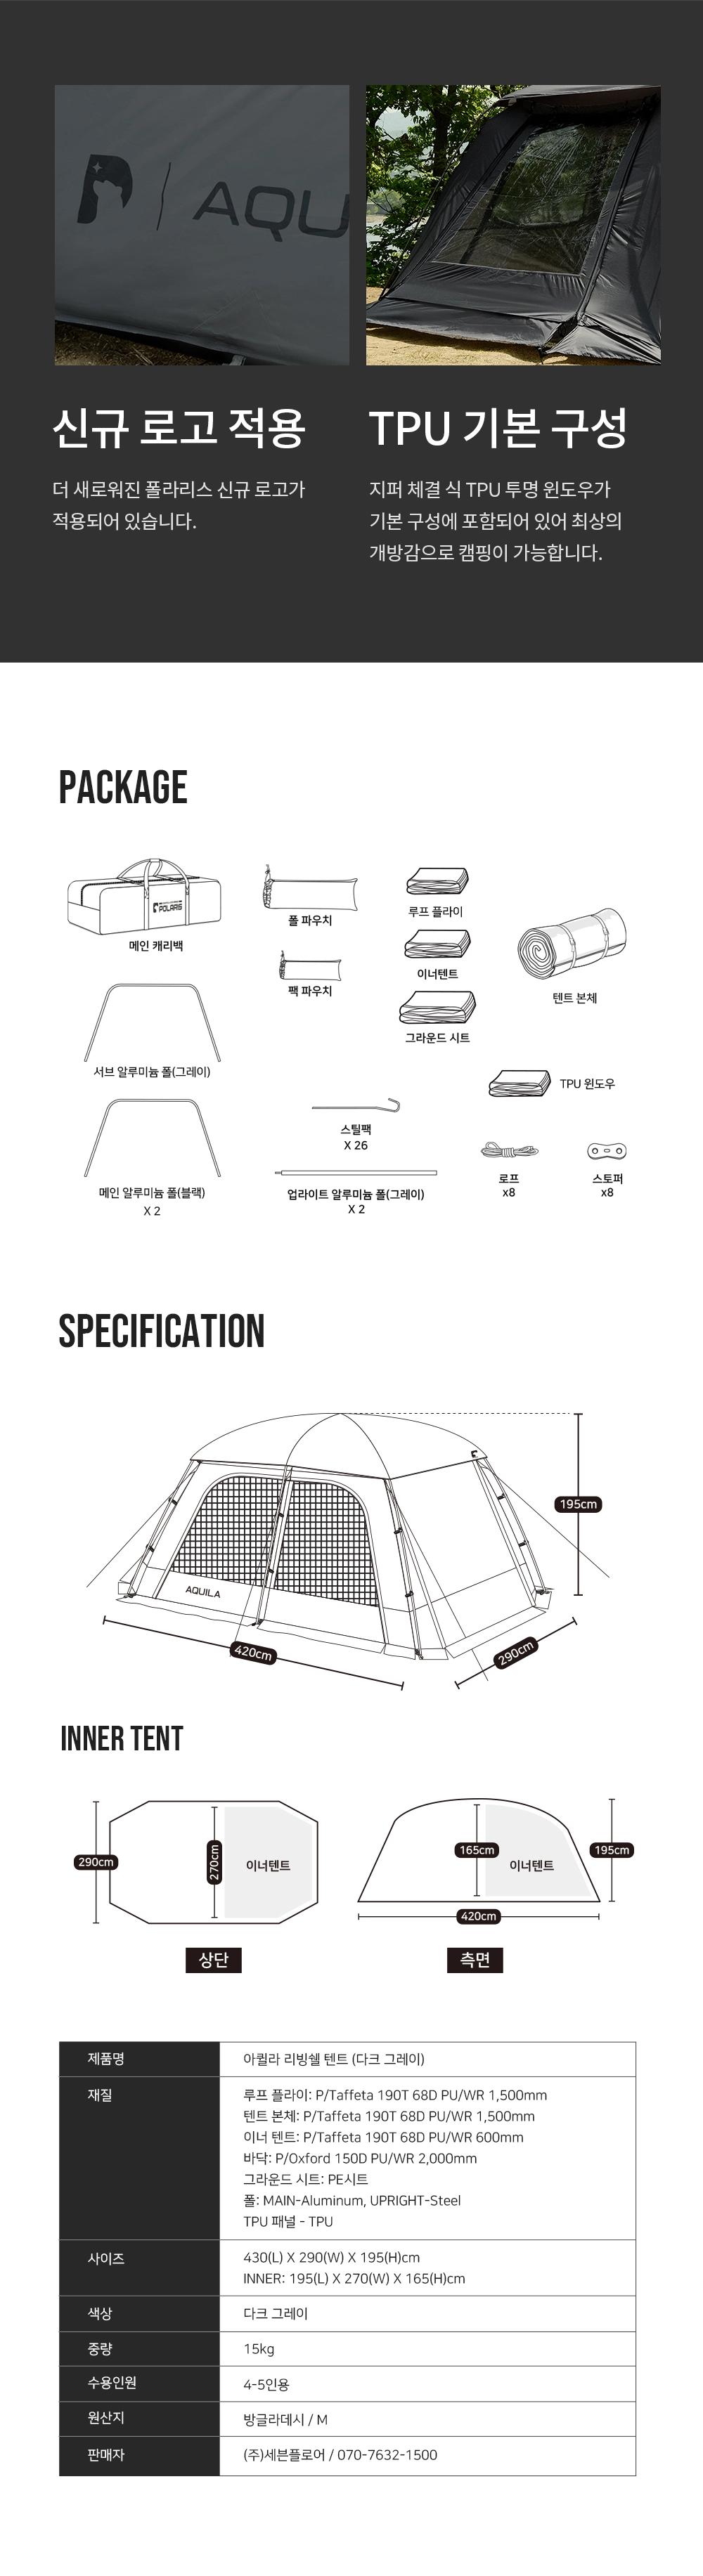 AQU
신규 로고 적용
더 새로워진 폴라리스 신규 로고가
적용되어 있습니다.
TPU 기본 구성
지퍼 체결 식 TPU 투명 윈도우가
기본 구성에 포함되어 있어 최상의
개방감으로 캠핑이 가능합니다.
PACKAGE
POLARIS
메인 캐리백
폴 파우치
팩 파우치
루프 플라이
이너텐트
그라운드 시트
텐트 본체
서브 알루미늄 폴(그레이)
TPU 윈도우
스틸팩
X 26
메인 알루미늄 폴(블랙)
X 2
업라이트 알루미늄 폴(그레이)
X 2
로프
x8
스토퍼
x8
SPECIFICATION
195cm
AQUILA
420cm
290cm
INNER TENT
290cm
270cm
이너텐트
165cm
이너텐트
195cm
420cm
상단
측면
제품명
아퀼라 리빙쉘 텐트 (다크 그레이)
재질
루프 플라이: P/Taffeta 190T 68D PU/WR 1,500mm
텐트 본체: P/Taffeta 190T 68D PU/WR 1,500mm
이너 텐트: P/Taffeta 190T 68D PU/WR 600mm
바닥: P/Oxford 150D PU/WR 2,000mm
그라운드 시트: PE시트
폴: MAIN-Aluminum, UPRIGHT-Steel
TPU 패널 - TPU
사이즈
430(L) X 290(W) X 195(H)cm
INNER: 195(L) X 270(W) X 165(H)cm
색상
다크 그레이
중량
15kg
수용인원
4-5인용
원산지
방글라데시 / M
판매자
(주)세븐플로어 / 070-7632-1500